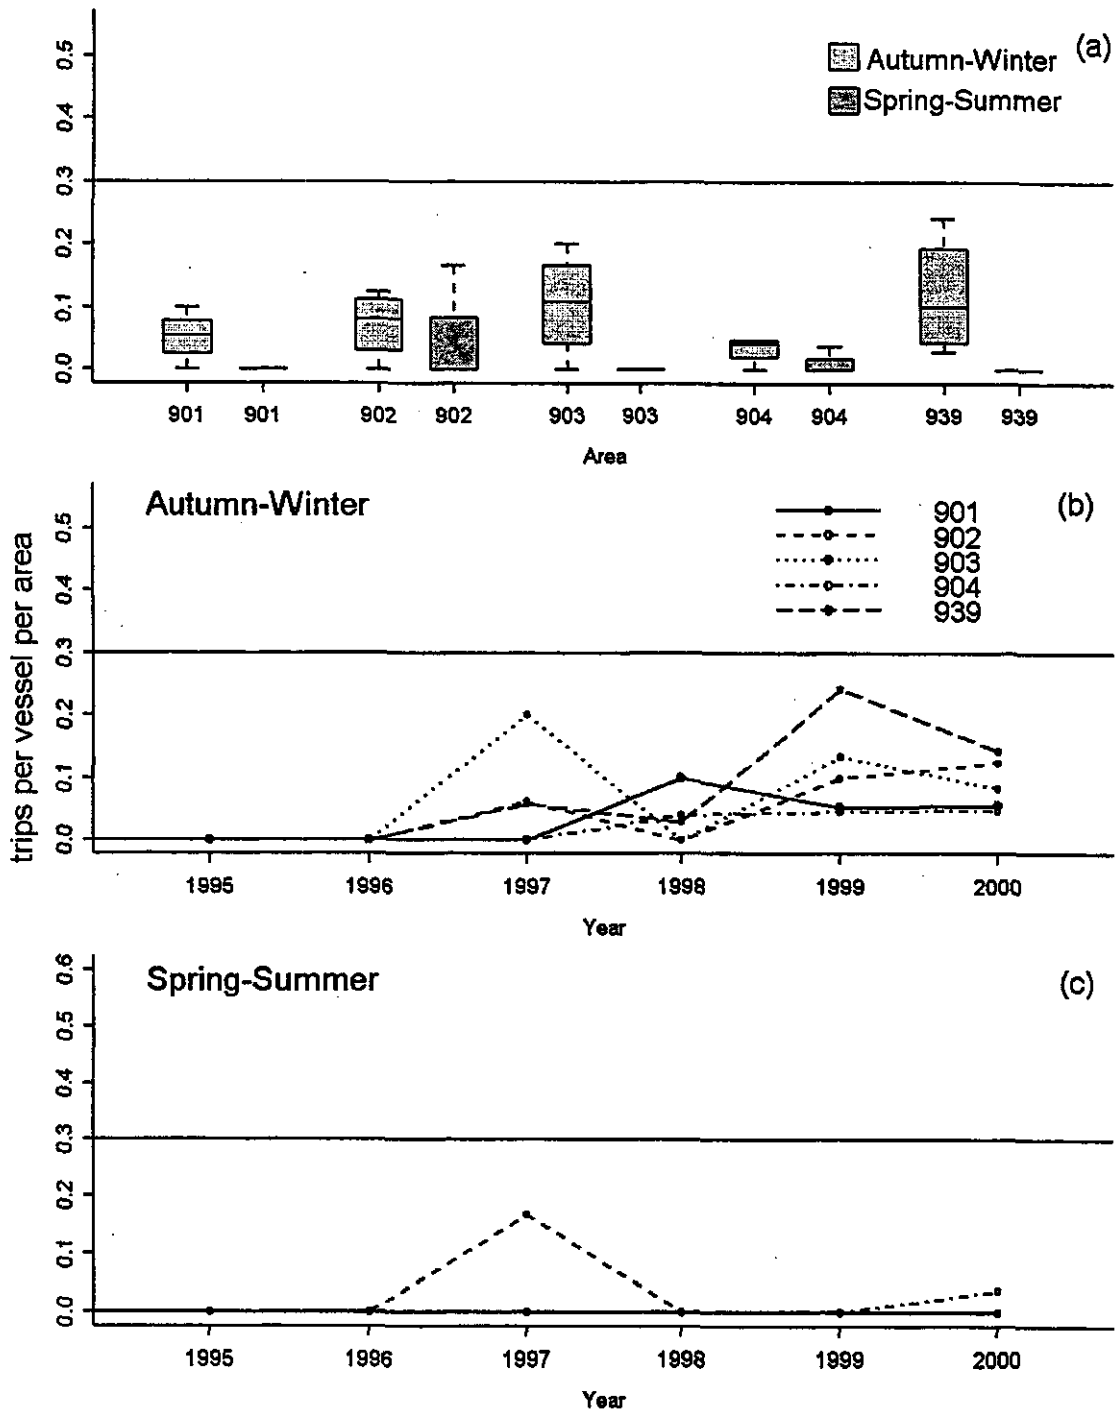 (a)
Autumn-Winter
Spring-Summer
0.5
0.4
0.3
0.2
0.1
0.0
901 901 902 902 903 903 904 904 939 939
Area
trips per vessel per area
Autumn-Winter
(b)
901
902
903
904
939
0.5
0.4
0.3
0.2
0.1
0.0
1995 1996 1997 1998 1999 2000
Year
Spring-Summer
(c)
0.6
0.5
0.4
0.3
0.2
0.1
0.0
1995 1996 1997 1998 1999 2000
Year